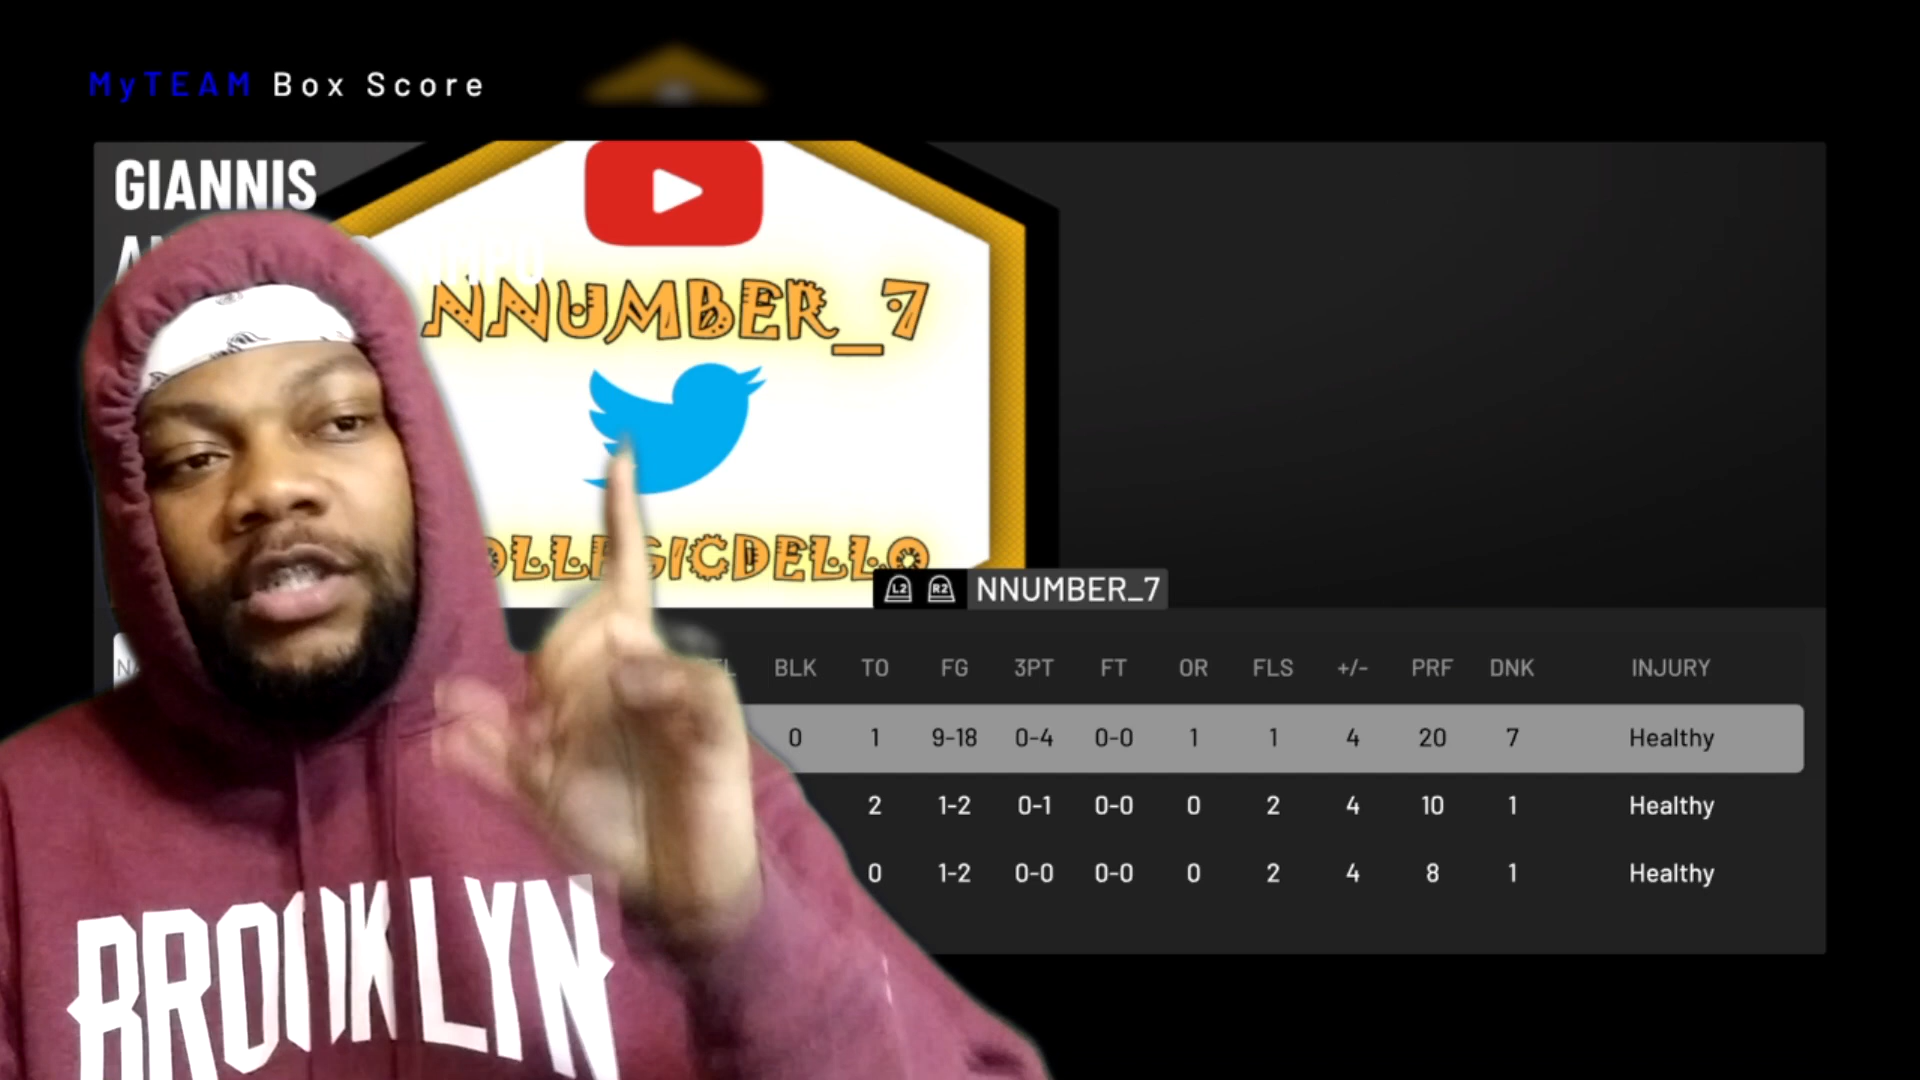 MyTEAM Box Score
GIANNIS
NNUMBER_7
L2 R2 NNUMBER_7
BLK TO FG 3PT FT OR FLS +/- PRF DNK INJURY
0 1 9-18 0-4 0-0 1 1 4 20 7 Healthy
2 1-2 0-1 0-0 0 2 4 10 1 Healthy
0 1-2 0-0 0-0 0 2 4 8 1 Healthy
BROOKLYN